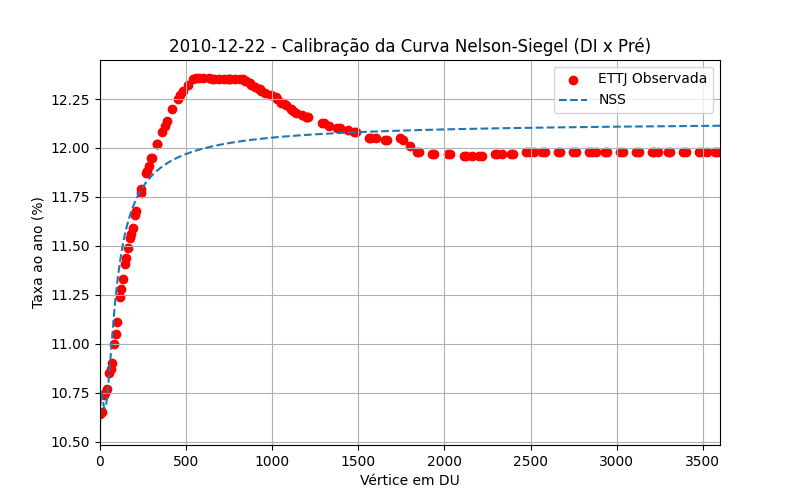 2010-12-22 - Calibração da Curva Nelson-Siegel (DI x Pré)
ETTJ Observada
NSS
Taxa ao ano (%)
12.25
12.00
11.75
11.50
11.25
11.00
10.75
10.50
0 500 1000 1500 2000 2500 3000 3500
Vértice em DU